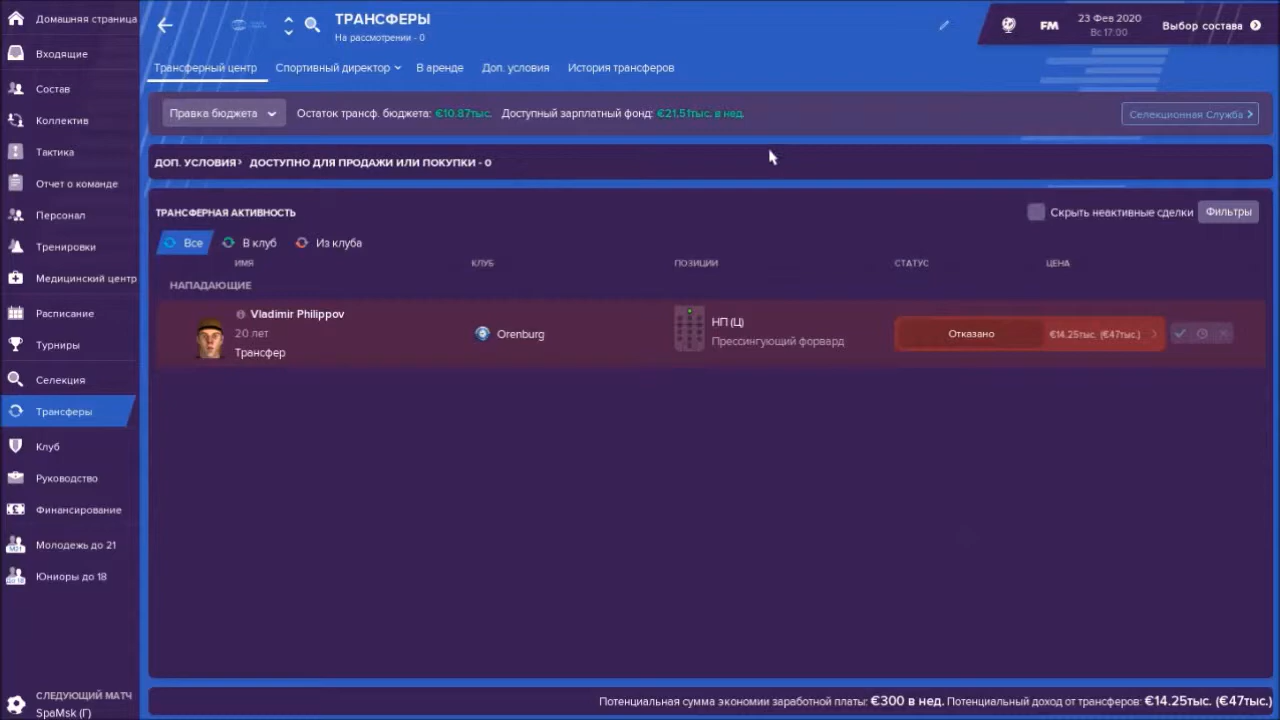 Домашняя страница
Входящие
Состав
Коллектив
Тактика
Отчет о команде
Персонал
Тренировки
Медицинский центр
Расписание
Турниры
Селекция
Трансферы
Клуб
Руководство
Финансирование
Молодежь до 21
Юниоры до 18
СЛЕДУЮЩИЙ МАТЧ
SpaMsk (Г)
ТРАНСФЕРЫ
На рассмотрении - 0
FM
23 Фев 2020
Вс 17:00
Выбор состава
Трансферный центр Спортивный директор В аренде Доп. условия История трансферов
Правка бюджета Остаток трансф. бюджета: €10.87тыс. Доступный зарплатный фонд: €21.51тыс. в нед. Селекционная Служба
ДОП. УСЛОВИЯ ДОСТУПНО ДЛЯ ПРОДАЖИ ИЛИ ПОКУПКИ - 0
ТРАНСФЕРНАЯ АКТИВНОСТЬ Скрыть неактивные сделки Фильтры
Все В клуб Из клуба
ИМЯ КЛУБ ПОЗИЦИИ СТАТУС ЦЕНА
НАПАДАЮЩИЕ
Vladimir Philippov
20 лет
Трансфер
Orenburg
НП (Ц)
Прессингующий форвард
Отказано €14.25тыс. (€47тыс.)
Потенциальная сумма экономии заработной платы: €300 в нед. Потенциальный доход от трансферов: €14.25тыс. (€47тыс.)